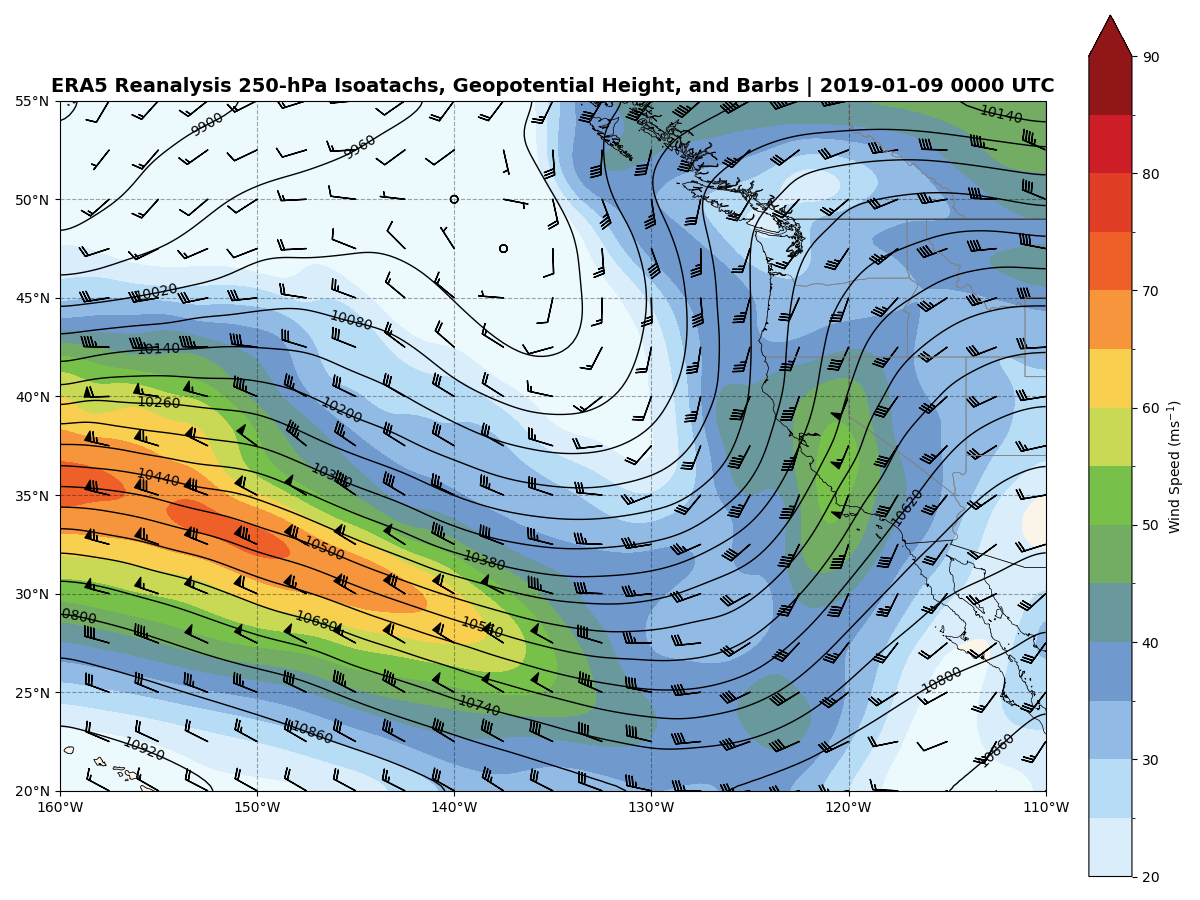 ERA5 Reanalysis 250-hPa Isoatachs, Geopotential Height, and Barbs | 2019-01-09 0000 UTC
90
55°N
9900
9960
10140
80
50°N
10020
70
45°N
10080
10140
60
40°N
10260
10200
Wind Speed (ms⁻¹)
10440
10380
35°N
10620
50
10500
10380
30°N
0800
10680
10560
40
25°N
10740
10800
10860
10920
10860
30
20°N
160°W
150°W
140°W
130°W
120°W
110°W
20